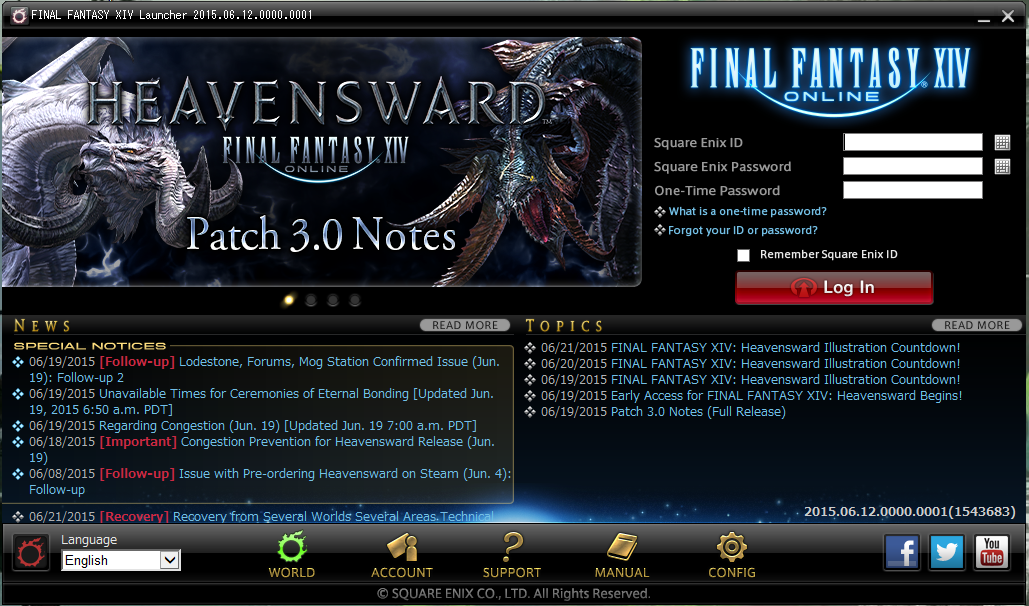 FINAL FANTASY XIV Launcher 2015.06.12.0000.0001
HEAVENSWARD™
FINAL FANTASY XIV
ONLINE
Patch 3.0 Notes
FINAL FANTASY® XIV
ONLINE
Square Enix ID
Square Enix Password
One-Time Password
What is a one-time password?
Forgot your ID or password?
Remember Square Enix ID
Log In
NEWS
READ MORE
SPECIAL NOTICES
06/19/2015 [Follow-up] Lodestone, Forums, Mog Station Confirmed Issue (Jun.
19): Follow-up 2
06/19/2015 Unavailable Times for Ceremonies of Eternal Bonding [Updated Jun.
19, 2015 6:50 a.m. PDT]
06/19/2015 Regarding Congestion (Jun. 19) [Updated Jun. 19 7:00 a.m. PDT]
06/18/2015 [Important] Congestion Prevention for Heavensward Release (Jun.
19)
06/08/2015 [Follow-up] Issue with Pre-ordering Heavensward on Steam (Jun. 4):
Follow-up
06/21/2015 [Recovery] Recovery from Several Worlds Several Areas Technical
TOPICS
READ MORE
06/21/2015 FINAL FANTASY XIV: Heavensward Illustration Countdown!
06/20/2015 FINAL FANTASY XIV: Heavensward Illustration Countdown!
06/19/2015 FINAL FANTASY XIV: Heavensward Illustration Countdown!
06/19/2015 Early Access for FINAL FANTASY XIV: Heavensward Begins!
06/19/2015 Patch 3.0 Notes (Full Release)
2015.06.12.0000.0001(1543683)
Language
English
WORLD
ACCOUNT
SUPPORT
MANUAL
CONFIG
You
Tube
© SQUARE ENIX CO., LTD. All Rights Reserved.